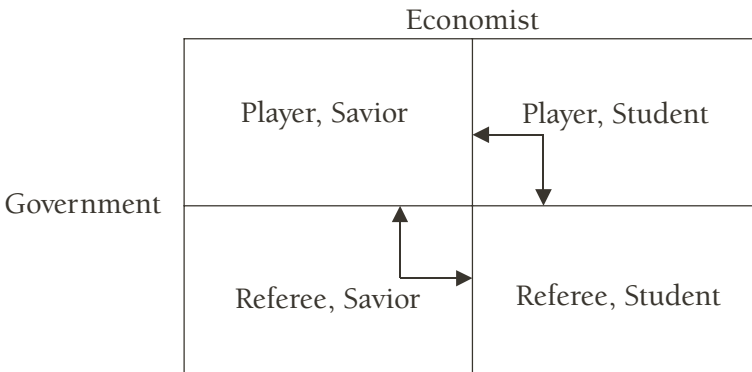 Economist
Player, Savior
Player, Student
Government
Referee, Savior
Referee, Student